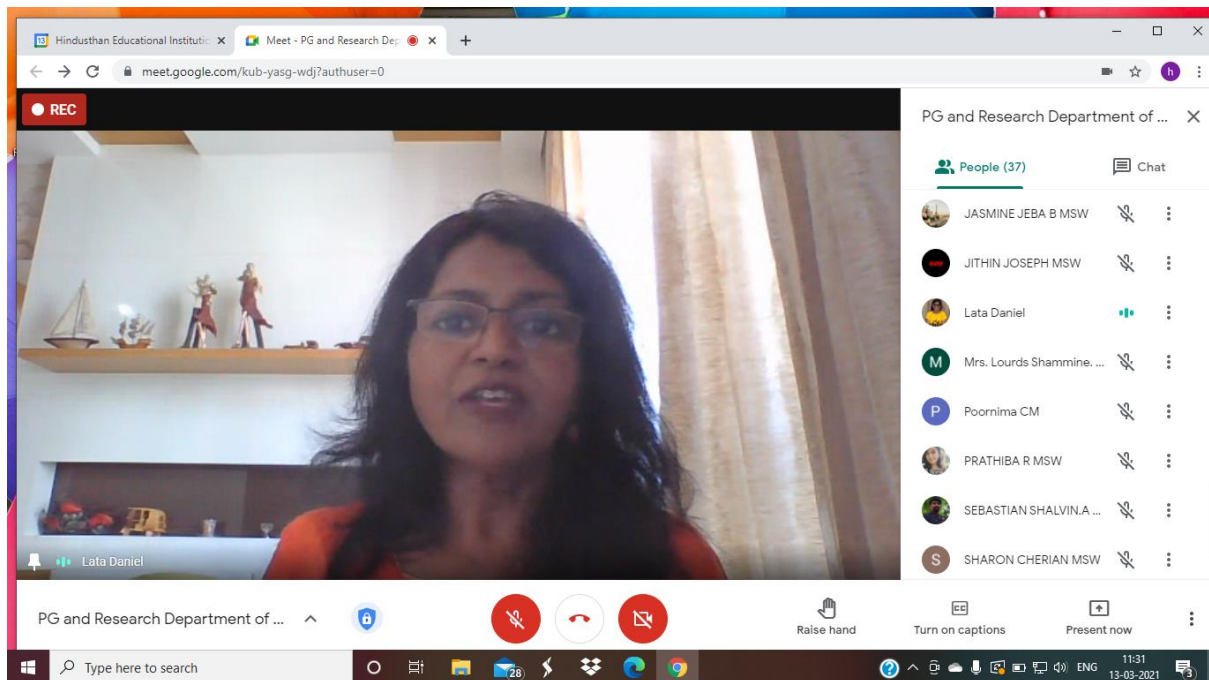 13 Hindusthan Educational Institutio
Meet - PG and Research Dep
meet.google.com/kub-yasg-wdj?authuser=0
h
REC
PG and Research Department of ...
People (37)
Chat
JASMINE JEBA B MSW
JITHIN JOSEPH MSW
Lata Daniel
M Mrs. Lourds Shammine. ...
P Poornima CM
PRATHIBA R MSW
SEBASTIAN SHALVIN.A ...
S SHARON CHERIAN MSW
Lata Daniel
PG and Research Department of ...
Raise hand
CC
Turn on captions
Present now
Type here to search
28
ENG
11:31
13-03-2021
3